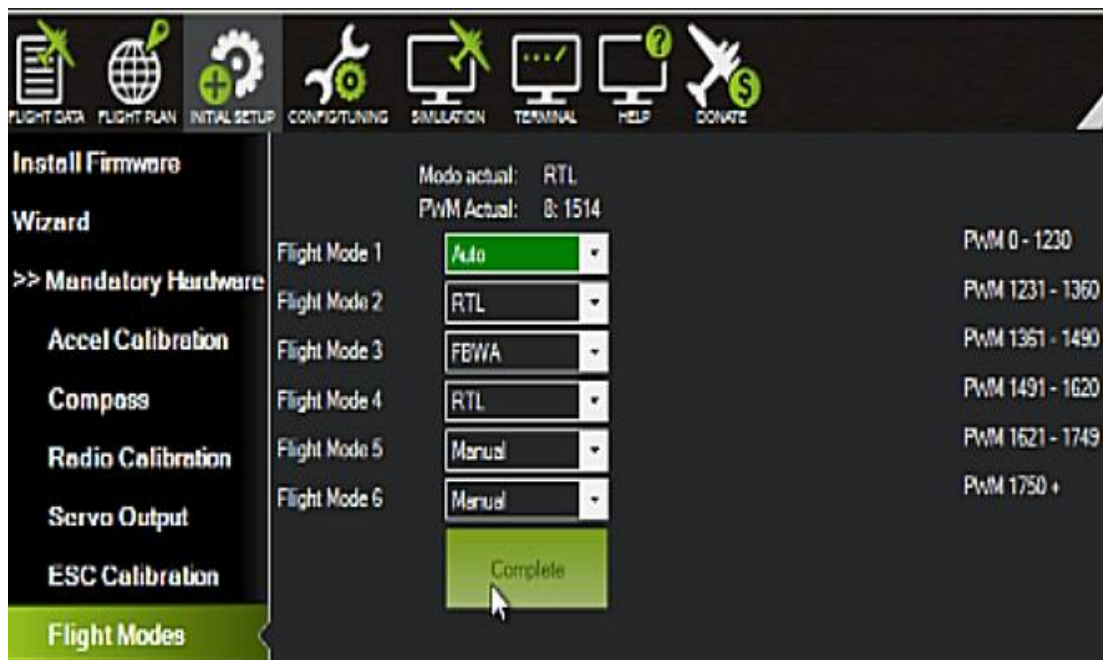 FLIGHT DATA FLIGHT PLAN INITIAL SETUP CONFIG/TUNING SIMULATION TERMINAL HELP DONATE
Install Firmware
Wizard
>> Mandatory Hardware
Accel Calibration
Compass
Radio Calibration
Servo Output
ESC Calibration
Flight Modes
Modo actual: RTL
PWM Actual: 8: 1514
Flight Mode 1 Auto PWM 0 - 1230
Flight Mode 2 RTL PWM 1231 - 1360
Flight Mode 3 FBWA PWM 1361 - 1490
Flight Mode 4 RTL PWM 1491 - 1620
Flight Mode 5 Manual PWM 1621 - 1749
Flight Mode 6 Manual PWM 1750 +
Complete